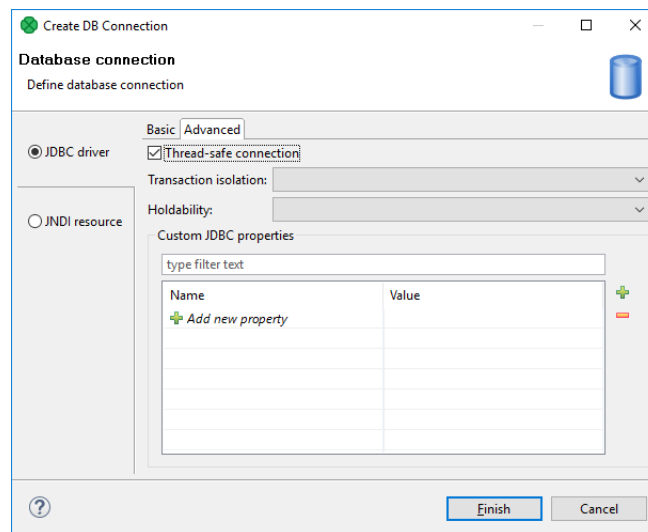 Create DB Connection
Database connection
Define database connection
Basic Advanced
JDBC driver
Thread-safe connection
Transaction isolation:
JNDI resource
Holdability:
Custom JDBC properties
type filter text
Name Value
Add new property
Finish Cancel